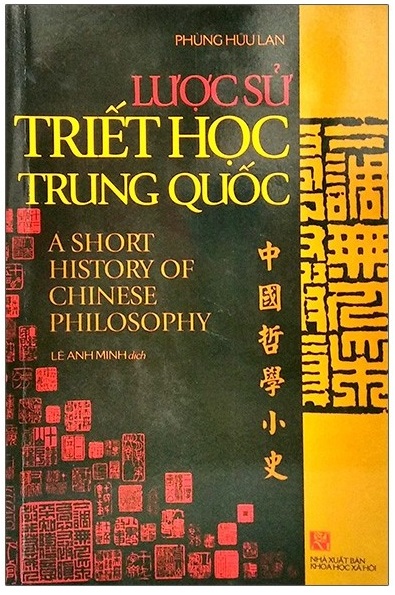 PHÙNG HỮU LAN
LƯỢC SỬ
TRIẾT HỌC
TRUNG QUỐC
A SHORT
HISTORY OF
CHINESE
PHILOSOPHY
LÊ ANH MINH dịch
中國哲學小史
NHÀ XUẤT BẢN
KHOA HỌC XÃ HỘI